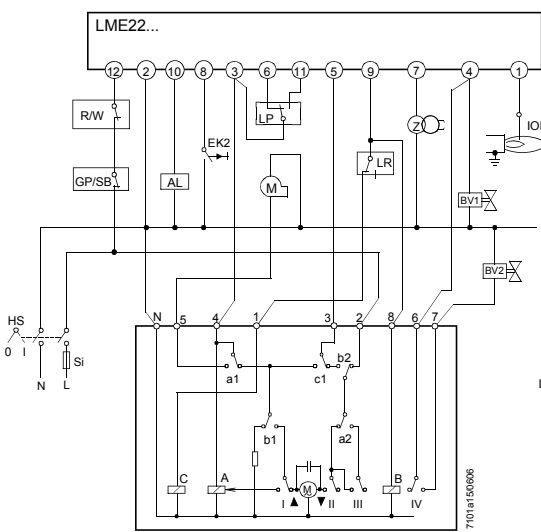 LME22...
12 2 10 8 3 6 11 5 9 7 4 1
R/W
LP
Z
EK2
LR
GP/SB
AL
M
BV1
BV2
HS
0 I
Si
N L
N 5 4 1 3 2 8 6 7
a1 c1 b2
b1 a2
C A B
I M II III IV
7101a15/0606